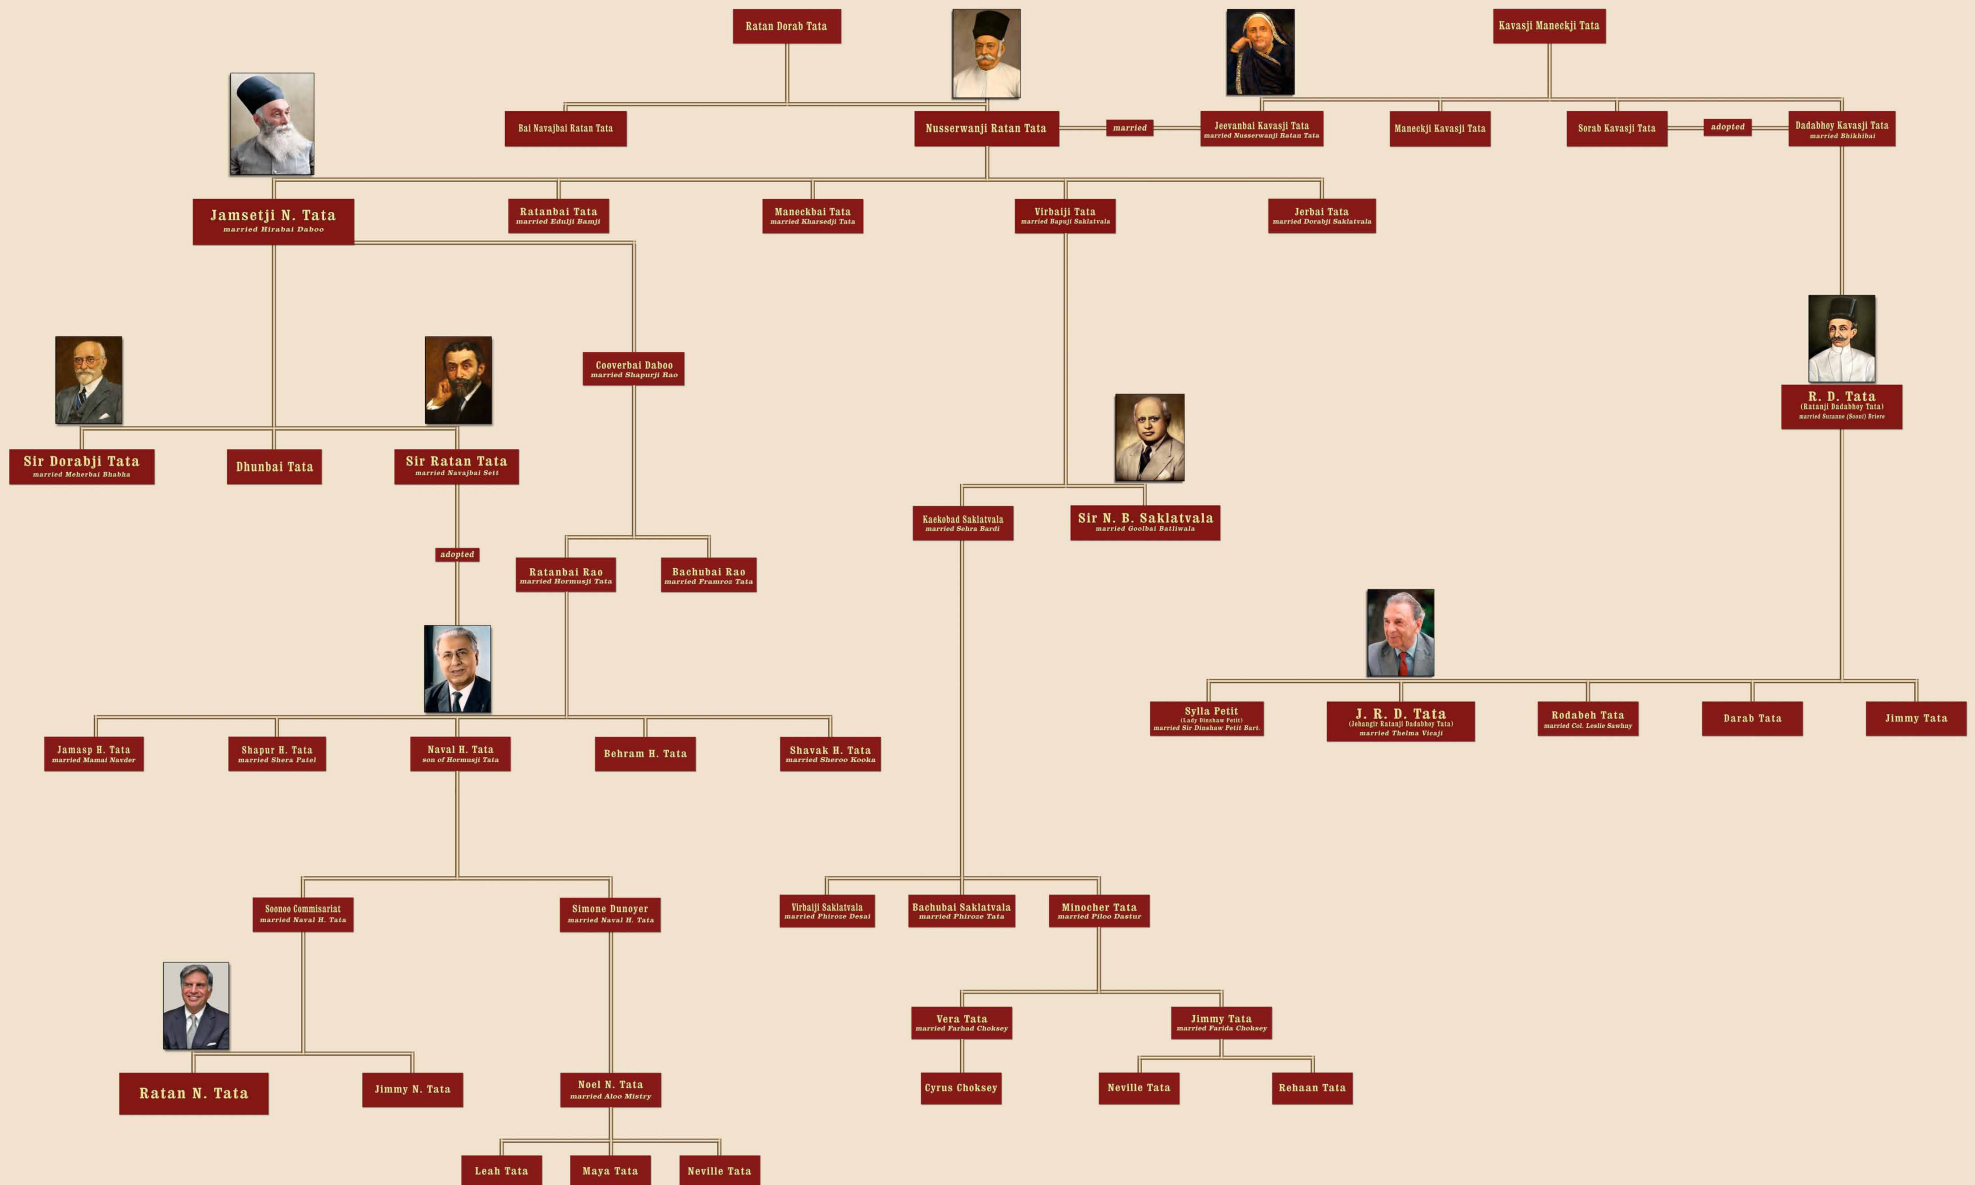 Ratan Dorab Tata
Kavasji Maneckji Tata
Bai Navajbai Ratan Tata
Nusserwanji Ratan Tata
married
Jeevanbai Kavasji Tata
married Nusserwanji Ratan Tata
Maneckji Kavasji Tata
Sorab Kavasji Tata
adopted
Dadabhoy Kavasji Tata
married Bhikhibai
Jamsetji N. Tata
married Hirabai Daboo
Ratanbai Tata
married Edulji Bamji
Maneckbai Tata
married Kharsedji Tata
Virbaiji Tata
married Bapuji Saklatvala
Jerbai Tata
married Dorabji Saklatvala
Cooverbai Daboo
married Shapurji Rao
R. D. Tata
(Ratanji Dadabhoy Tata)
married Suzanne (Sooni) Briere
Sir Dorabji Tata
married Meherbai Bhabha
Dhunbai Tata
Sir Ratan Tata
married Navajbai Sett
Kaekobad Saklatvala
married Sehra Bardi
Sir N. B. Saklatvala
married Goolbai Batliwala
adopted
Ratanbai Rao
married Hormusji Tata
Bachubai Rao
married Framroz Tata
Sylla Petit
(Lady Dinshaw Petit)
married Sir Dinshaw Petit Bart.
J. R. D. Tata
(Jehangir Ratanji Dadabhoy Tata)
married Thelma Vicaji
Rodabeh Tata
married Col. Leslie Sawhny
Darab Tata
Jimmy Tata
Jamasp H. Tata
married Mamai Navder
Shapur H. Tata
married Shera Patel
Naval H. Tata
son of Hormusji Tata
Behram H. Tata
Shavak H. Tata
married Sheroo Kooka
Soonoo Commisariat
married Naval H. Tata
Simone Dunoyer
married Naval H. Tata
Virbaiji Saklatvala
married Phiroze Desai
Bachubai Saklatvala
married Phiroze Tata
Minocher Tata
married Piloo Dastur
Vera Tata
married Farhad Choksey
Jimmy Tata
married Farida Choksey
Ratan N. Tata
Jimmy N. Tata
Noel N. Tata
married Aloo Mistry
Cyrus Choksey
Neville Tata
Rehaan Tata
Leah Tata
Maya Tata
Neville Tata